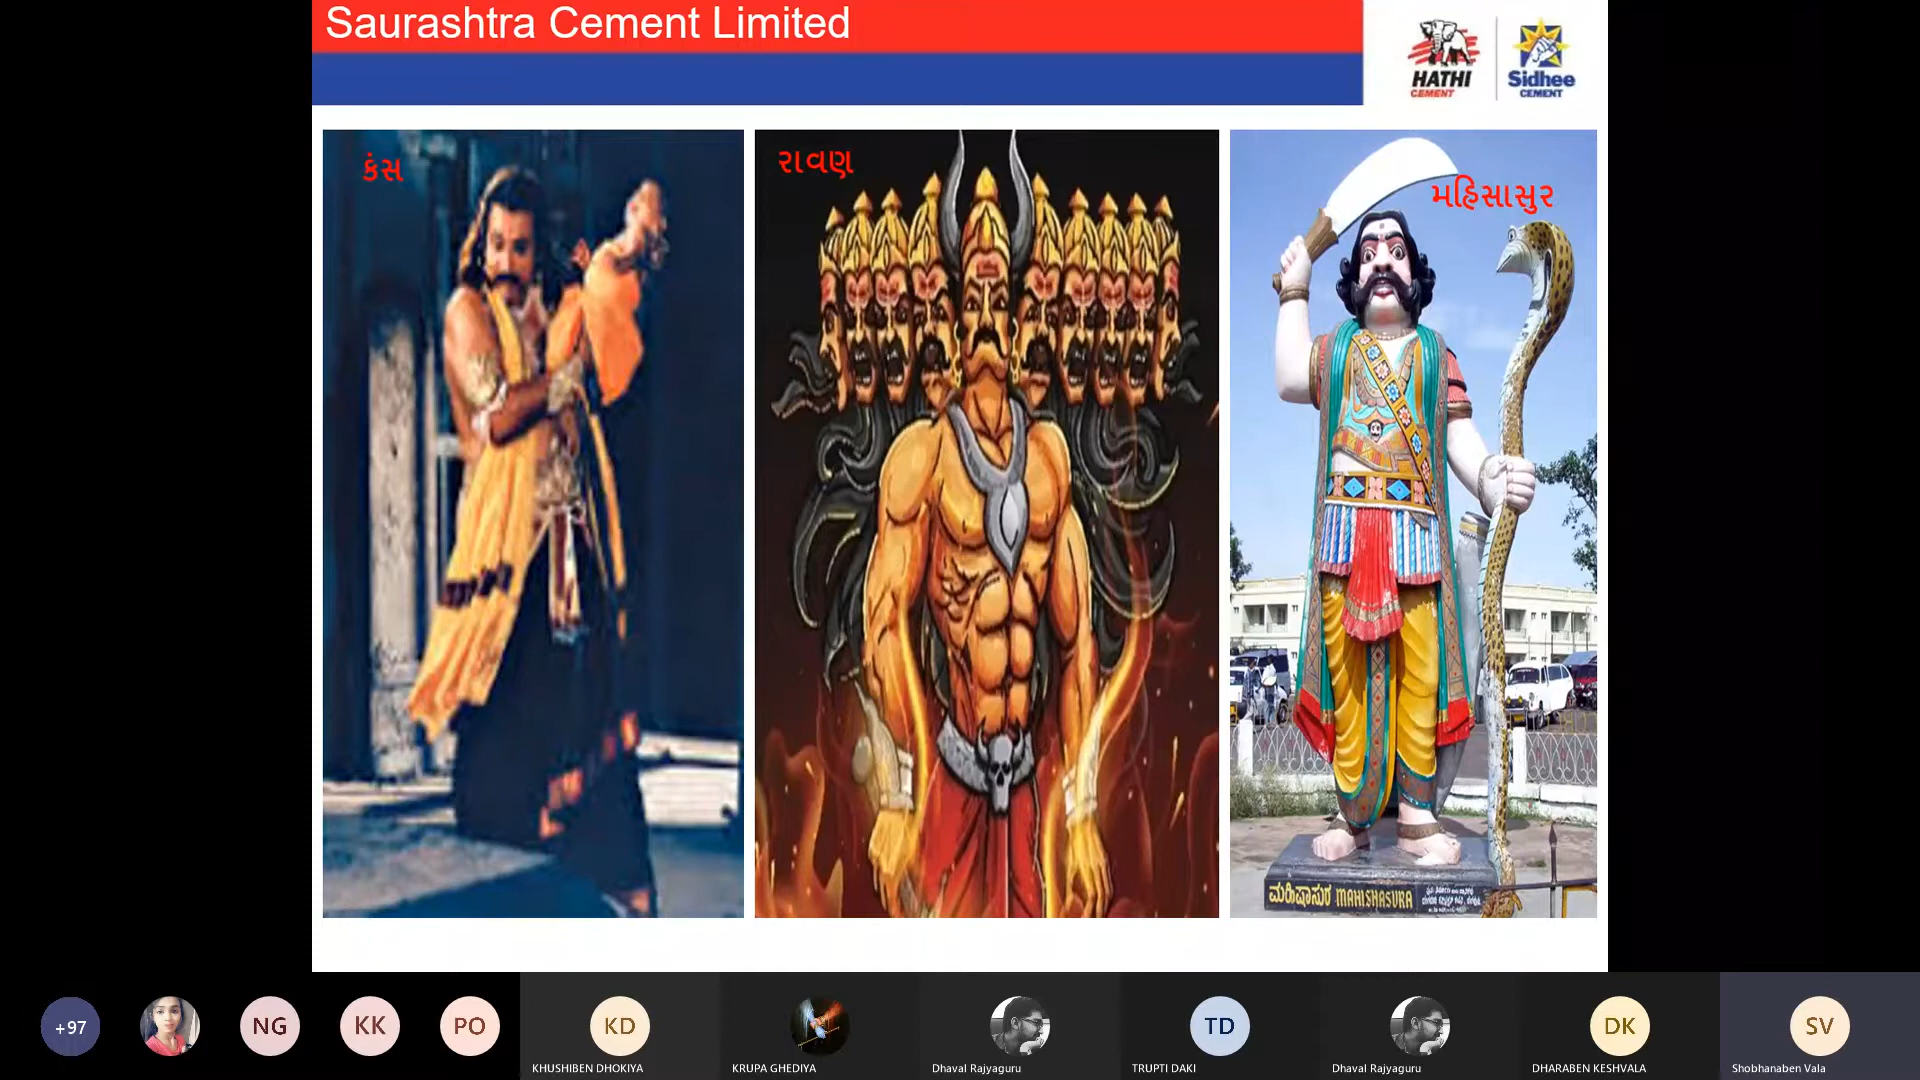 Saurashtra Cement Limited
HATHI
CEMENT
Sidhee
CEMENT
કંસ
રાવણ
મહિસાસુર
ಮಹಿಷಾಸುರ MAHISHASURA
+97
NG
KK
PO
KD
TD
DK
SV
KHUSHIBEN DHOKIYA
KRUPA GHEDIYA
Dhaval Rajyaguru
TRUPTI DAKI
Dhaval Rajyaguru
DHARABEN KESHVALA
Shobhanaben Vala